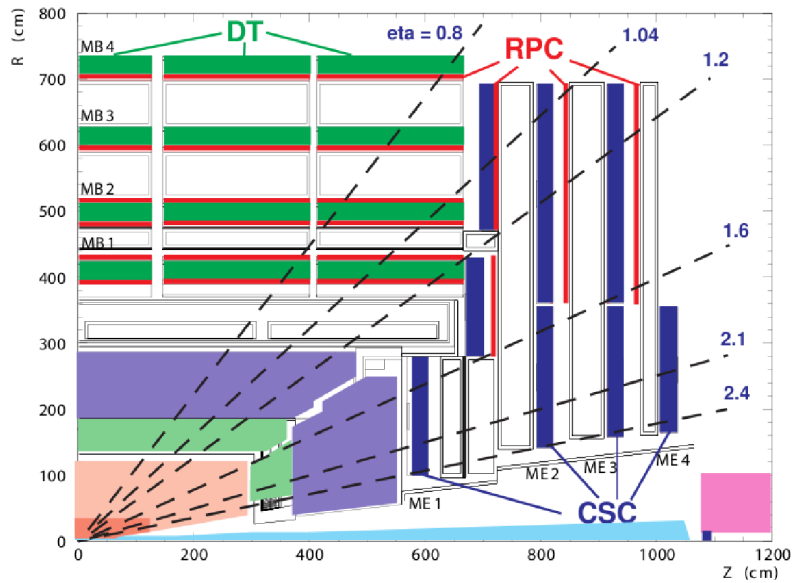 R (cm)
800
700
600
500
400
300
200
100
0
MB 4
MB 3
MB 2
MB 1
DT
eta = 0.8
RPC
1.04
1.2
1.6
2.1
2.4
ME 1
ME 2
ME 3
ME 4
CSC
0
200
400
600
800
1000
1200
Z (cm)